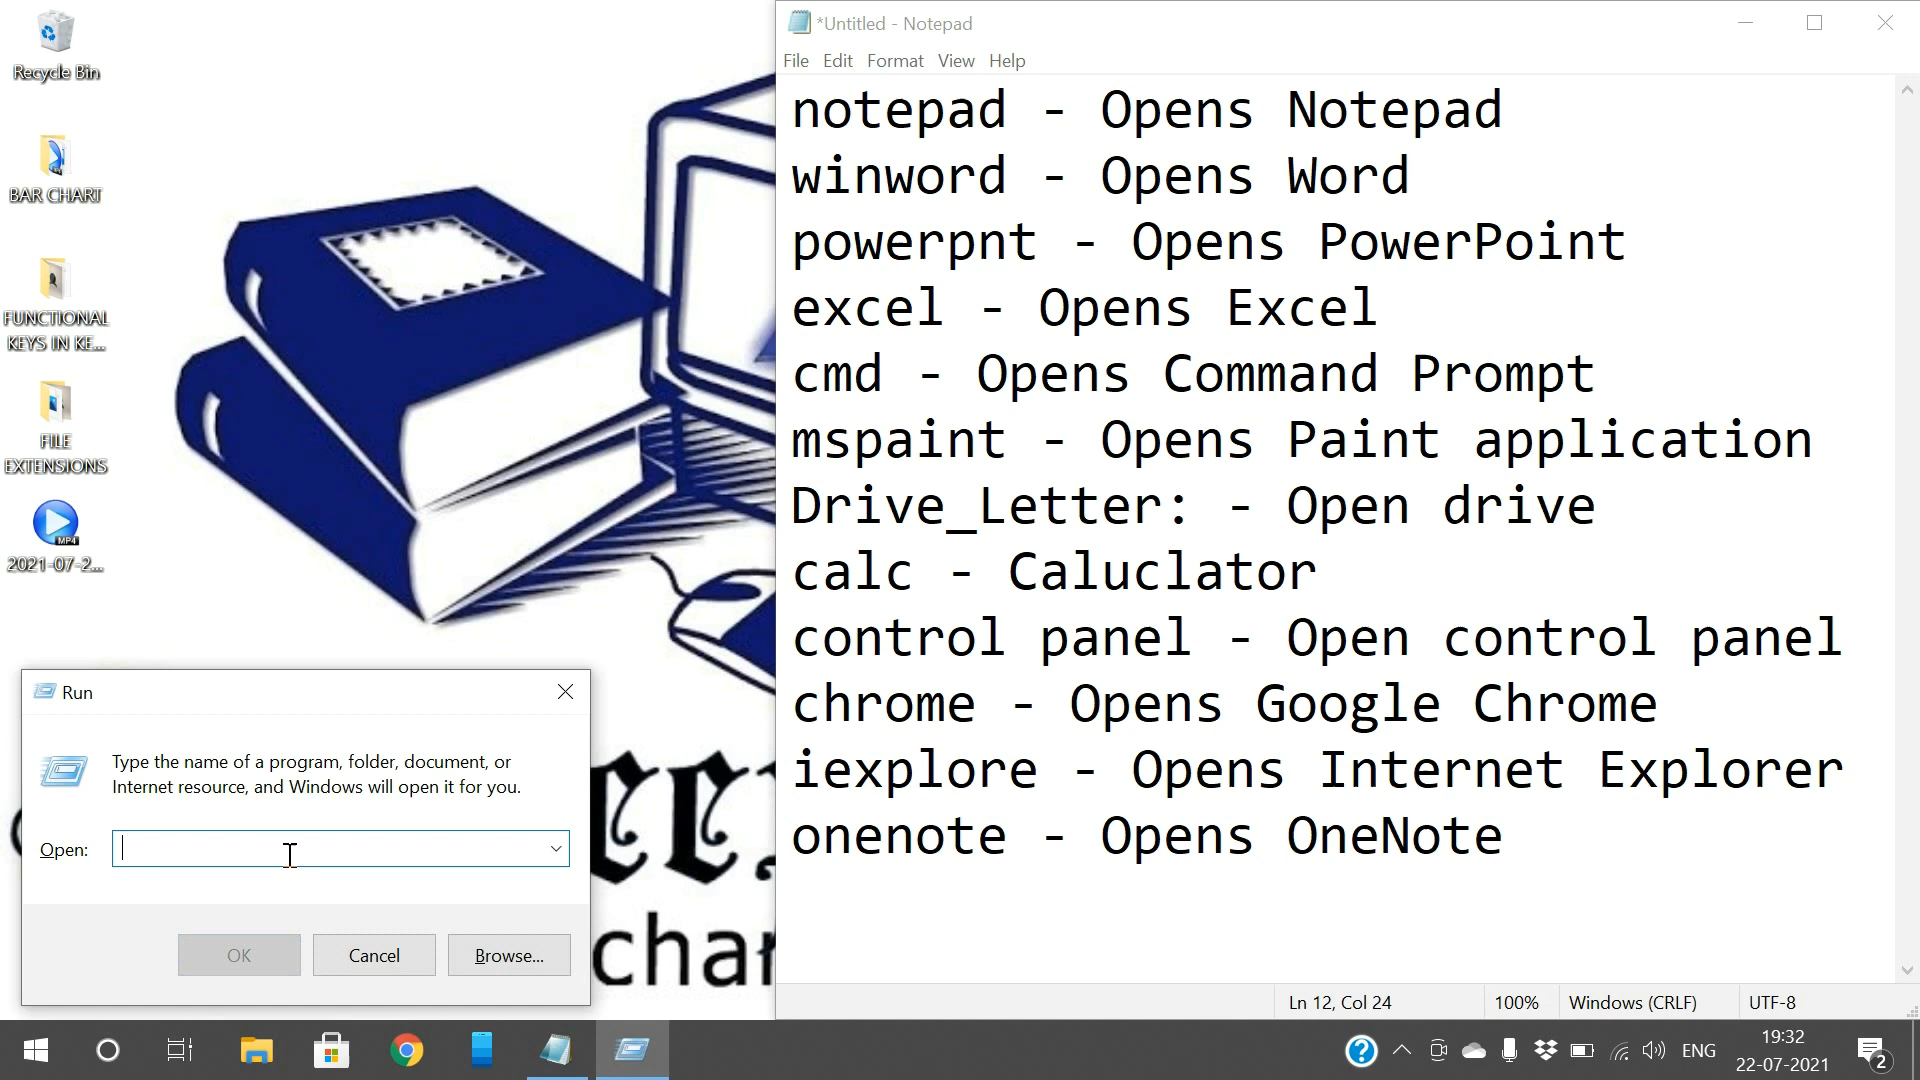 Recycle Bin
BAR CHART
FUNCTIONAL
KEYS IN KE...
FILE
EXTENSIONS
MP4
2021-07-2...
*Untitled - Notepad
File Edit Format View Help
notepad - Opens Notepad
winword - Opens Word
powerpnt - Opens PowerPoint
excel - Opens Excel
cmd - Opens Command Prompt
mspaint - Opens Paint application
Drive_Letter: - Open drive
calc - Caluclator
control panel - Open control panel
chrome - Opens Google Chrome
iexplore - Opens Internet Explorer
onenote - Opens OneNote
Ln 12, Col 24 100% Windows (CRLF) UTF-8
Run
Type the name of a program, folder, document, or
Internet resource, and Windows will open it for you.
Open:
OK Cancel Browse...
ENG
19:32
22-07-2021
2